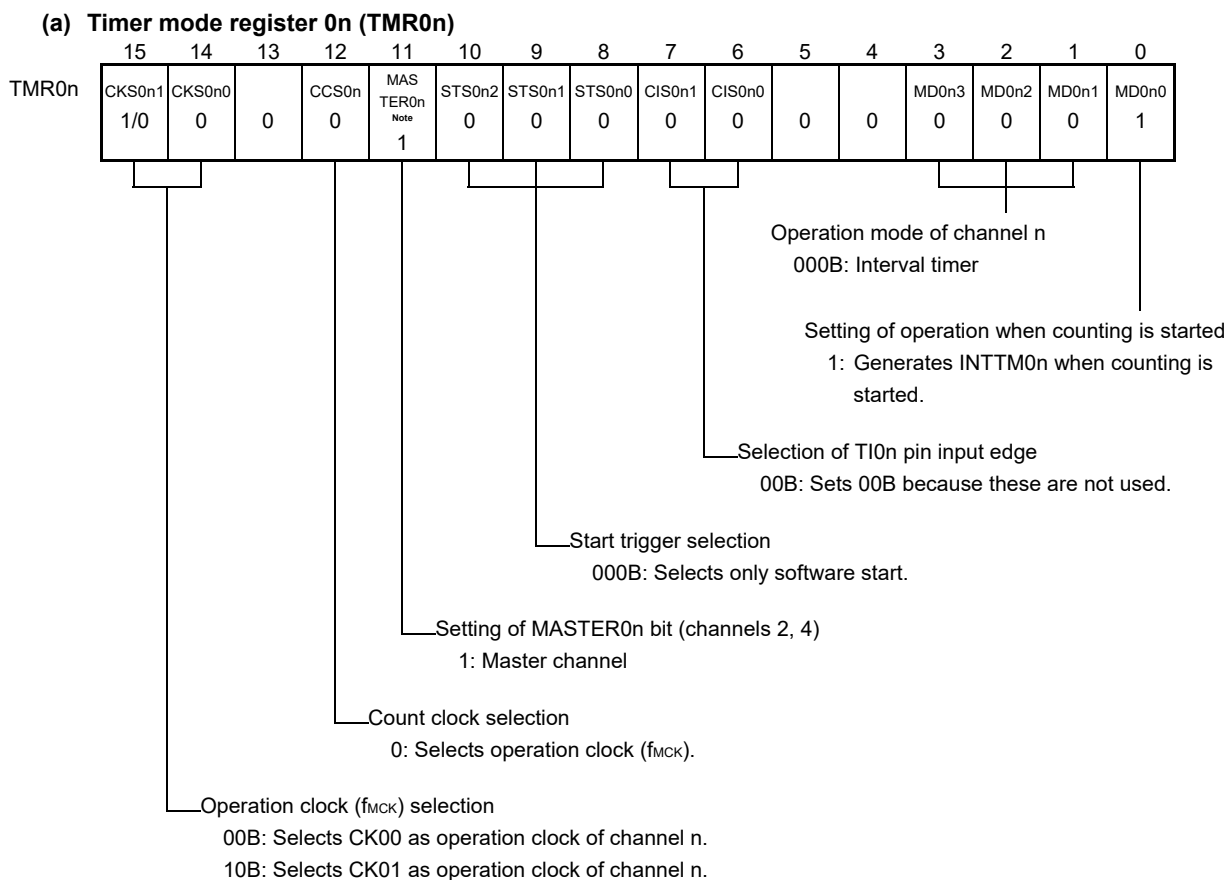 (a) Timer mode register 0n (TMR0n)
15 14 13 12 11 10 9 8 7 6 5 4 3 2 1 0
TMR0n CKS0n1 CKS0n0 CCS0n MAS TER0n Note STS0n2 STS0n1 STS0n0 CIS0n1 CIS0n0 MD0n3 MD0n2 MD0n1 MD0n0
1/0 0 0 0 1 0 0 0 0 0 0 0 0 0 0 1
Operation mode of channel n
000B: Interval timer
Setting of operation when counting is started
1: Generates INTTM0n when counting is
started.
Selection of TI0n pin input edge
00B: Sets 00B because these are not used.
Start trigger selection
000B: Selects only software start.
Setting of MASTER0n bit (channels 2, 4)
1: Master channel
Count clock selection
0: Selects operation clock (fMCK).
Operation clock (fMCK) selection
00B: Selects CK00 as operation clock of channel n.
10B: Selects CK01 as operation clock of channel n.